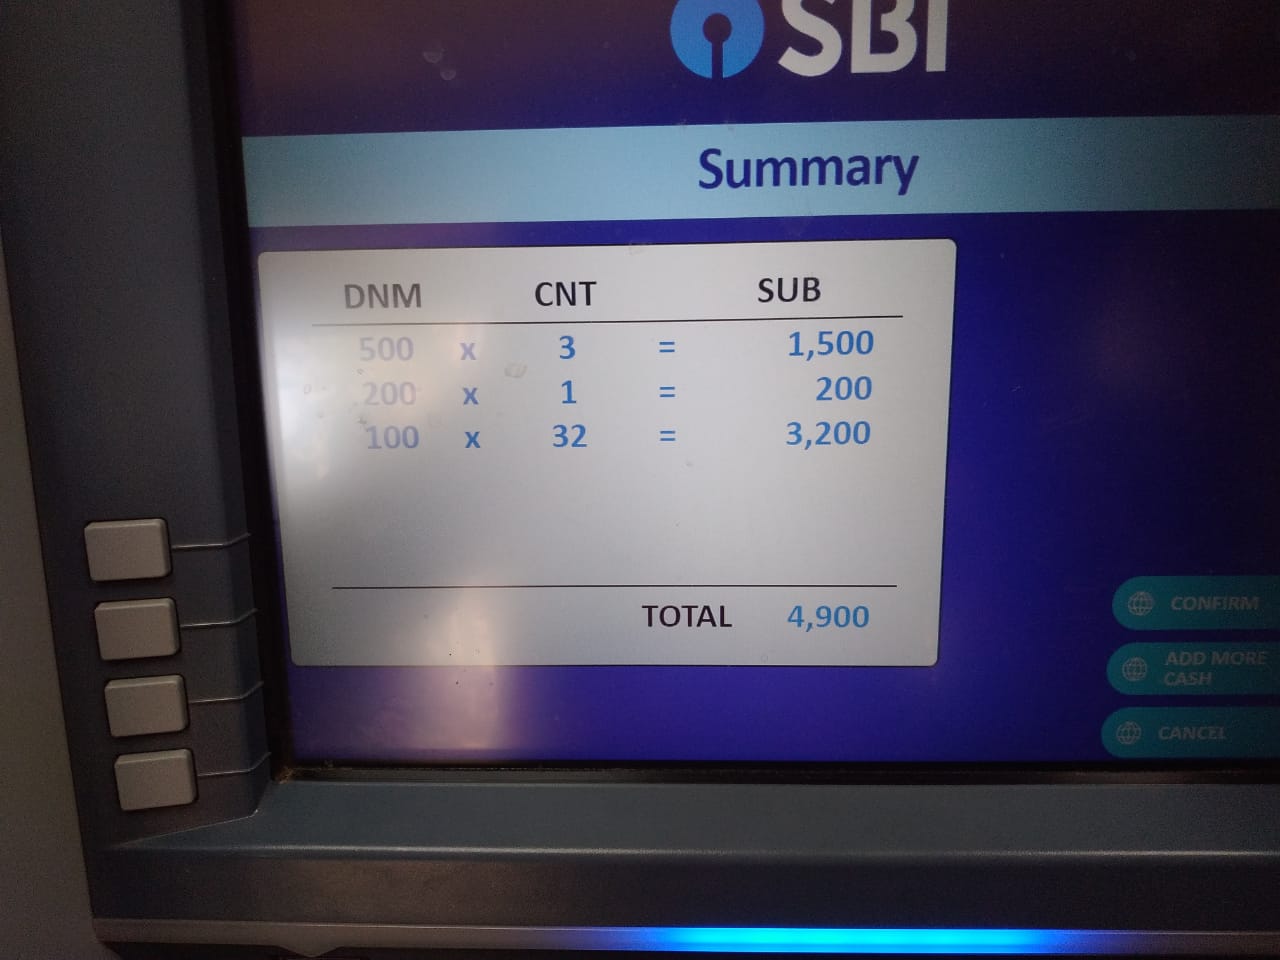 SBI
Summary
DNM CNT SUB
500 x 3 = 1,500
200 x 1 = 200
100 x 32 = 3,200
TOTAL 4,900
CONFIRM
ADD MORE
CASH
CANCEL